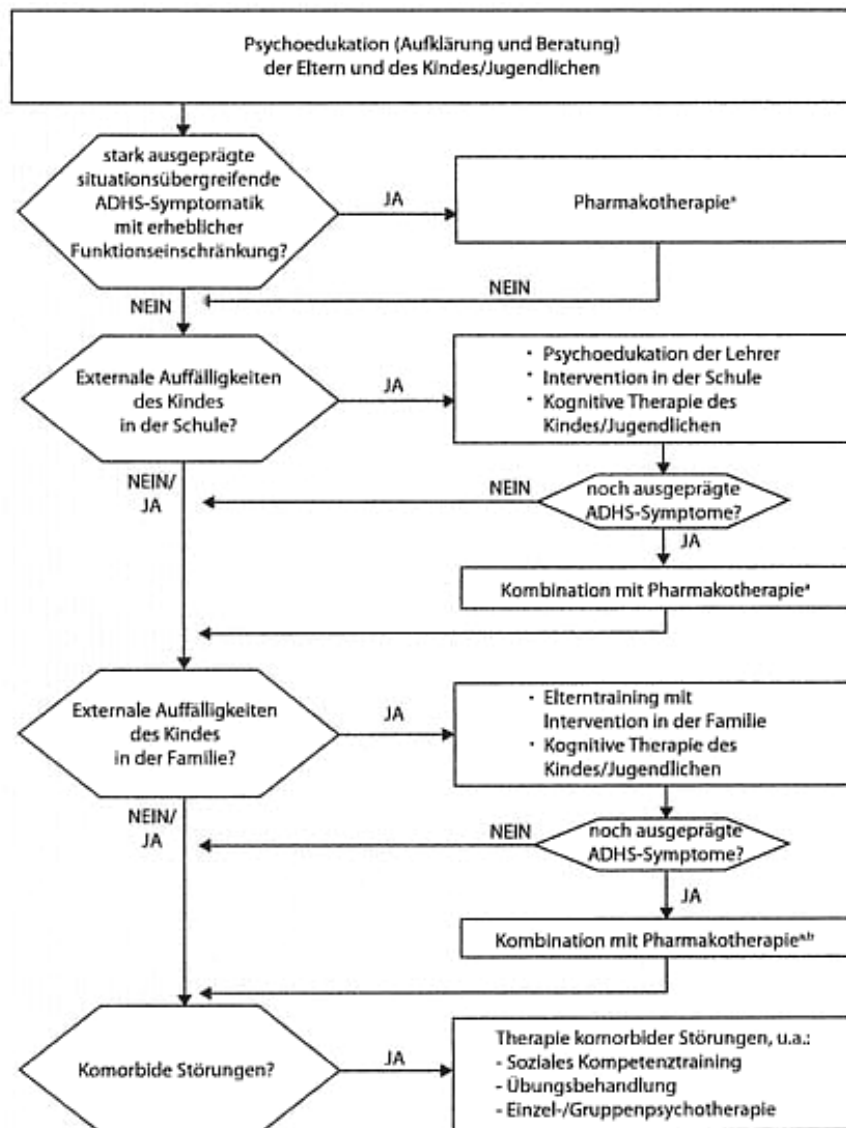 Psychoedukation (Aufklärung und Beratung)
der Eltern und des Kindes/Jugendlichen
stark ausgeprägte
situationsübergreifende
ADHS-Symptomatik
mit erheblicher
Funktionseinschränkung?
JA
Pharmakotherapie*
NEIN
NEIN
Externale Auffälligkeiten
des Kindes
in der Schule?
JA
· Psychoedukation der Lehrer
· Intervention in der Schule
· Kognitive Therapie des
Kindes/Jugendlichen
NEIN/
JA
NEIN
noch ausgeprägte
ADHS-Symptome?
JA
Kombination mit Pharmakotherapieᵃ
Externale Auffälligkeiten
des Kindes
in der Familie?
JA
· Elterntraining mit
Intervention in der Familie
· Kognitive Therapie des
Kindes/Jugendlichen
NEIN/
JA
NEIN
noch ausgeprägte
ADHS-Symptome?
JA
Kombination mit Pharmakotherapieᵃ,ᵇ
Komorbide Störungen?
JA
Therapie komorbider Störungen, u.a.:
- Soziales Kompetenztraining
- Übungsbehandlung
- Einzel-/Gruppenpsychotherapie